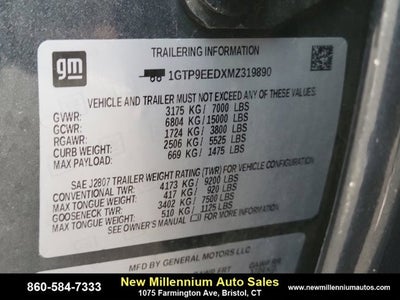 TRAILERING INFORMATION
gm
1GTP9EEDXMZ319890
VEHICLE AND TRAILER MUST NOT EXCEED ANY OF THESE:
GVWR: 3175 KG/ 7000 LBS
GCWR: 6804 KG/ 15000 LBS
RGAWR: 1724 KG/ 3800 LBS
CURB WEIGHT: 2506 KG/ 5525 LBS
MAX PAYLOAD: 669 KG/ 1475 LBS
SAE J2807 TRAILER WEIGHT RATING (TWR) FOR VEHICLE CONFIGURATION
CONVENTIONAL TWR: 4173 KG/ 9200 LBS
MAX TONGUE WEIGHT: 417 KG/ 920 LBS
GOOSENECK TWR: 3402 KG/ 7500 LBS
MAX TONGUE WEIGHT: 510 KG/ 1125 LBS
SEE OWNER'S MANUAL FOR MORE INFORMATION
MFD BY GENERAL MOTORS LLC
GAWR RR
860-584-7333
New Millennium Auto Sales
1075 Farmington Ave, Bristol, CT
www.newmillenniumautos.com